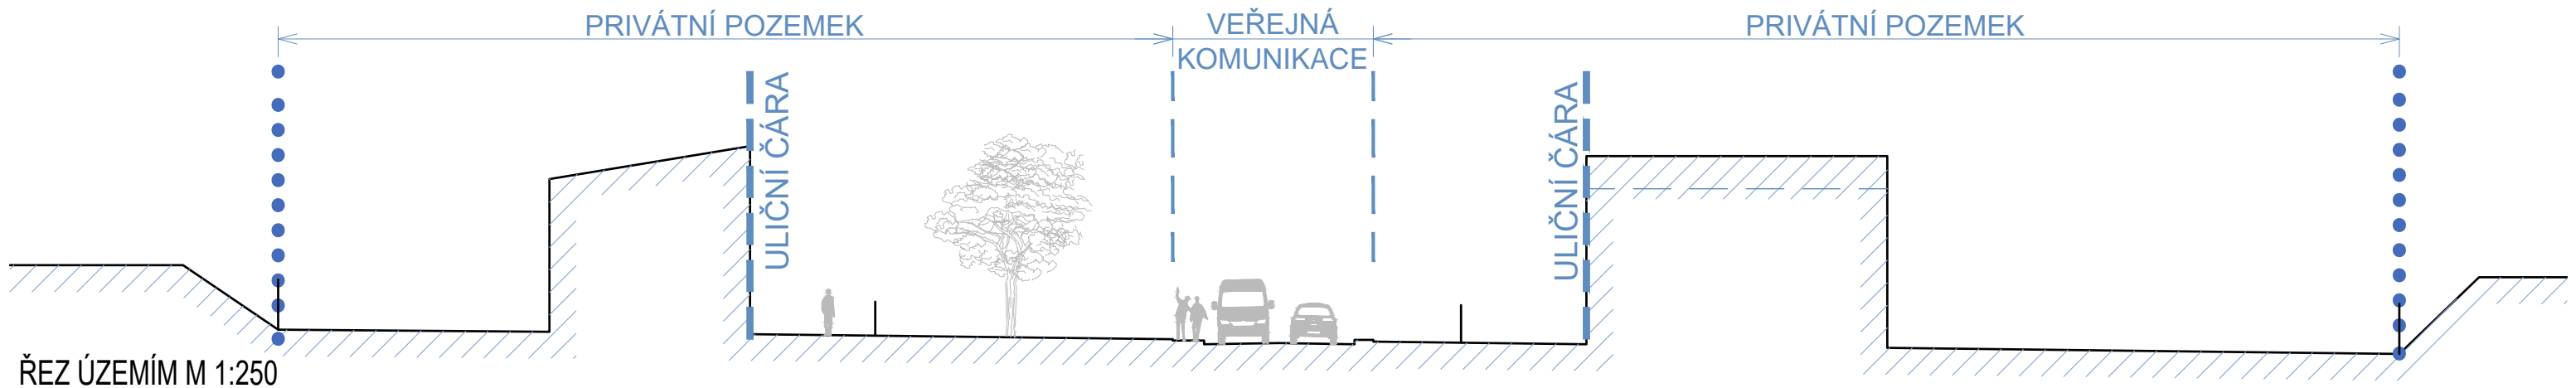 PRIVÁTNÍ POZEMEK
VEŘEJNÁ
KOMUNIKACE
PRIVÁTNÍ POZEMEK
ULIČNÍ ČÁRA
ULIČNÍ ČÁRA
ŘEZ ÚZEMÍM M 1:250